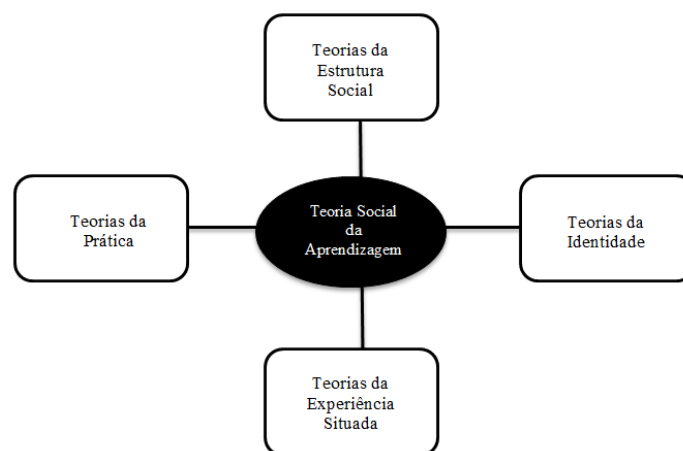 Teorias da
Estrutura
Social
Teorias da
Prática
Teoria Social
da
Aprendizagem
Teorias da
Identidade
Teorias da
Experiência
Situada